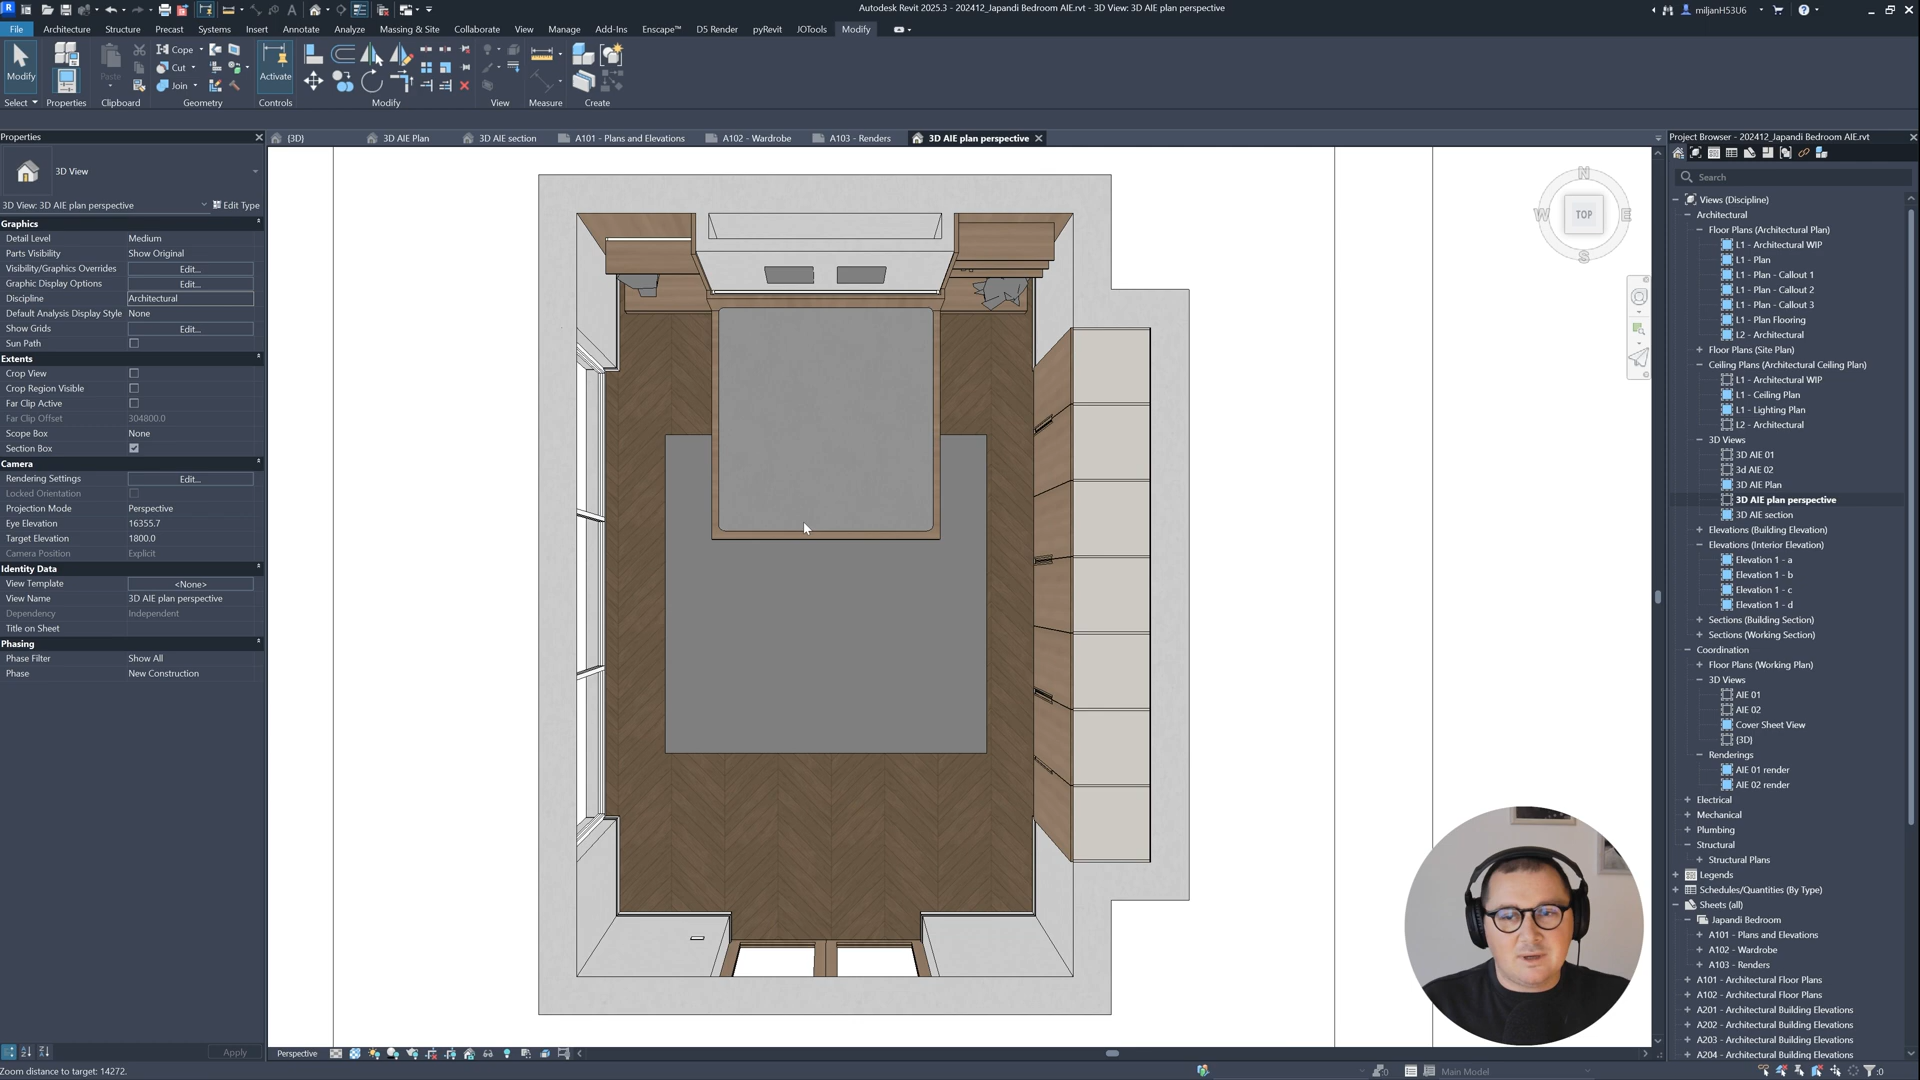 Autodesk Revit 2025.3 - 202412_Japandi Bedroom AIE.rvt - 3D View: 3D AIE plan perspective
miljanH53U6
File Architecture Structure Precast Systems Insert Annotate Analyze Massing & Site Collaborate View Manage Add-Ins Enscape™ D5 Render pyRevit JOTools Modify
Modify
Paste
Cope
Cut
Join
Activate
Select Properties Clipboard Geometry Controls Modify View Measure Create
Properties
(3D) 3D AIE Plan 3D AIE section A101 - Plans and Elevations A102 - Wardrobe A103 - Renders 3D AIE plan perspective
3D View
3D View: 3D AIE plan perspective Edit Type
Graphics
Detail Level Medium
Parts Visibility Show Original
Visibility/Graphics Overrides Edit...
Graphic Display Options Edit...
Discipline Architectural
Default Analysis Display Style None
Show Grids Edit...
Sun Path
Extents
Crop View
Crop Region Visible
Far Clip Active
Far Clip Offset 304800.0
Scope Box None
Section Box
Camera
Rendering Settings Edit...
Locked Orientation
Projection Mode Perspective
Eye Elevation 16355.7
Target Elevation 1800.0
Camera Position Explicit
Identity Data
View Template <None>
View Name 3D AIE plan perspective
Dependency Independent
Title on Sheet
Phasing
Phase Filter Show All
Phase New Construction
Apply
N
W TOP E
S
Project Browser - 202412_Japandi Bedroom AIE.rvt
Search
Views (Discipline)
Architectural
Floor Plans (Architectural Plan)
L1 - Architectural WIP
L1 - Plan
L1 - Plan - Callout 1
L1 - Plan - Callout 2
L1 - Plan - Callout 3
L1 - Plan Flooring
L2 - Architectural
Floor Plans (Site Plan)
Ceiling Plans (Architectural Ceiling Plan)
L1 - Architectural WIP
L1 - Ceiling Plan
L1 - Lighting Plan
L2 - Architectural
3D Views
3D AIE 01
3d AIE 02
3D AIE Plan
3D AIE plan perspective
3D AIE section
Elevations (Building Elevation)
Elevations (Interior Elevation)
Elevation 1 - a
Elevation 1 - b
Elevation 1 - c
Elevation 1 - d
Sections (Building Section)
Sections (Working Section)
Coordination
Floor Plans (Working Plan)
3D Views
AIE 01
AIE 02
Cover Sheet View
{3D}
Renderings
AIE 01 render
AIE 02 render
Electrical
Mechanical
Plumbing
Structural
Structural Plans
Legends
Schedules/Quantities (By Type)
Sheets (all)
Japandi Bedroom
A101 - Plans and Elevations
A102 - Wardrobe
A103 - Renders
A101 - Architectural Floor Plans
A102 - Architectural Floor Plans
A201 - Architectural Building Elevations
A202 - Architectural Building Elevations
A203 - Architectural Building Elevations
A204 - Architectural Building Elevations
Perspective
Zoom distance to target: 14272.
:0 Main Model :0